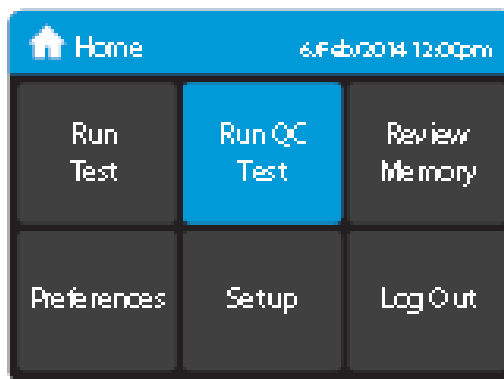 Home
6/Feb/2014 12:00pm
Run
Test
Run QC
Test
Review
Memory
Preferences
Setup
Log Out